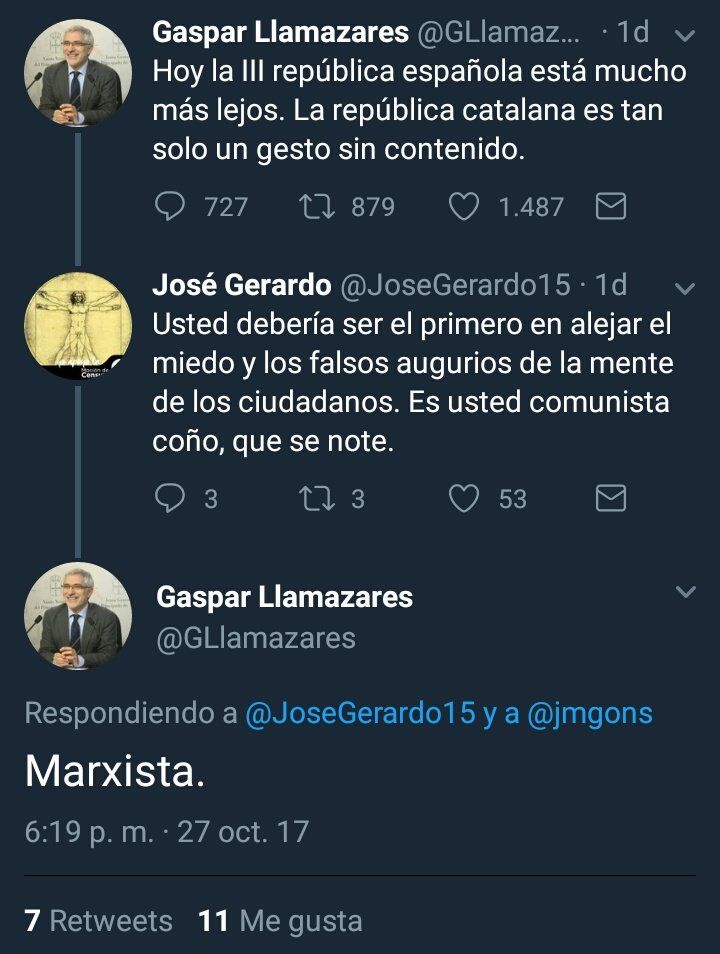 Gaspar Llamazares @GLlamaz... · 1d
Hoy la III república española está mucho
más lejos. La república catalana es tan
solo un gesto sin contenido.
727 879 1.487
José Gerardo @JoseGerardo15 · 1d
Usted debería ser el primero en alejar el
miedo y los falsos augurios de la mente
de los ciudadanos. Es usted comunista
coño, que se note.
3 3 53
Gaspar Llamazares
@GLlamazares
Respondiendo a @JoseGerardo15 y a @jmgons
Marxista.
6:19 p. m. · 27 oct. 17
7 Retweets 11 Me gusta